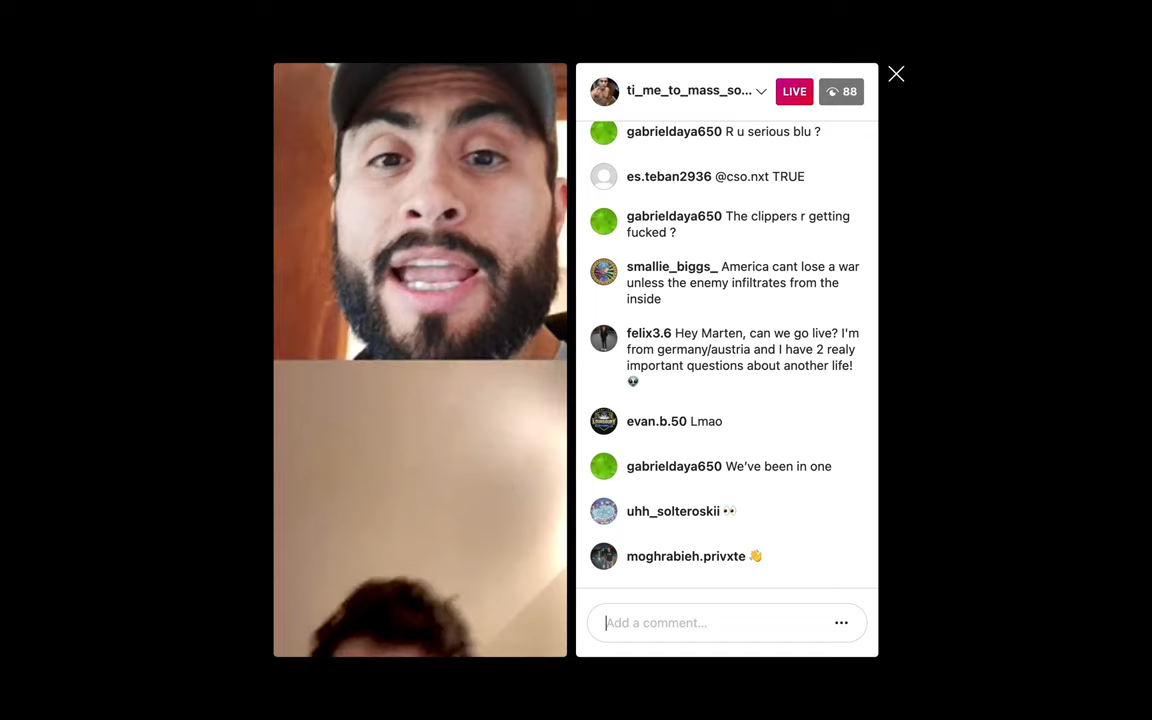 ti_me_to_mass_so...
LIVE
88
gabrieldaya650 R u serious blu ?
es.teban2936 @cso.nxt TRUE
gabrieldaya650 The clippers r getting
fucked ?
smallie_biggs_ America cant lose a war
unless the enemy infiltrates from the
inside
felix3.6 Hey Marten, can we go live? I'm
from germany/austria and I have 2 realy
important questions about another life!
👽
evan.b.50 Lmao
gabrieldaya650 We've been in one
uhh_solteroskii 👀
moghrabieh.privxte 👋
Add a comment...